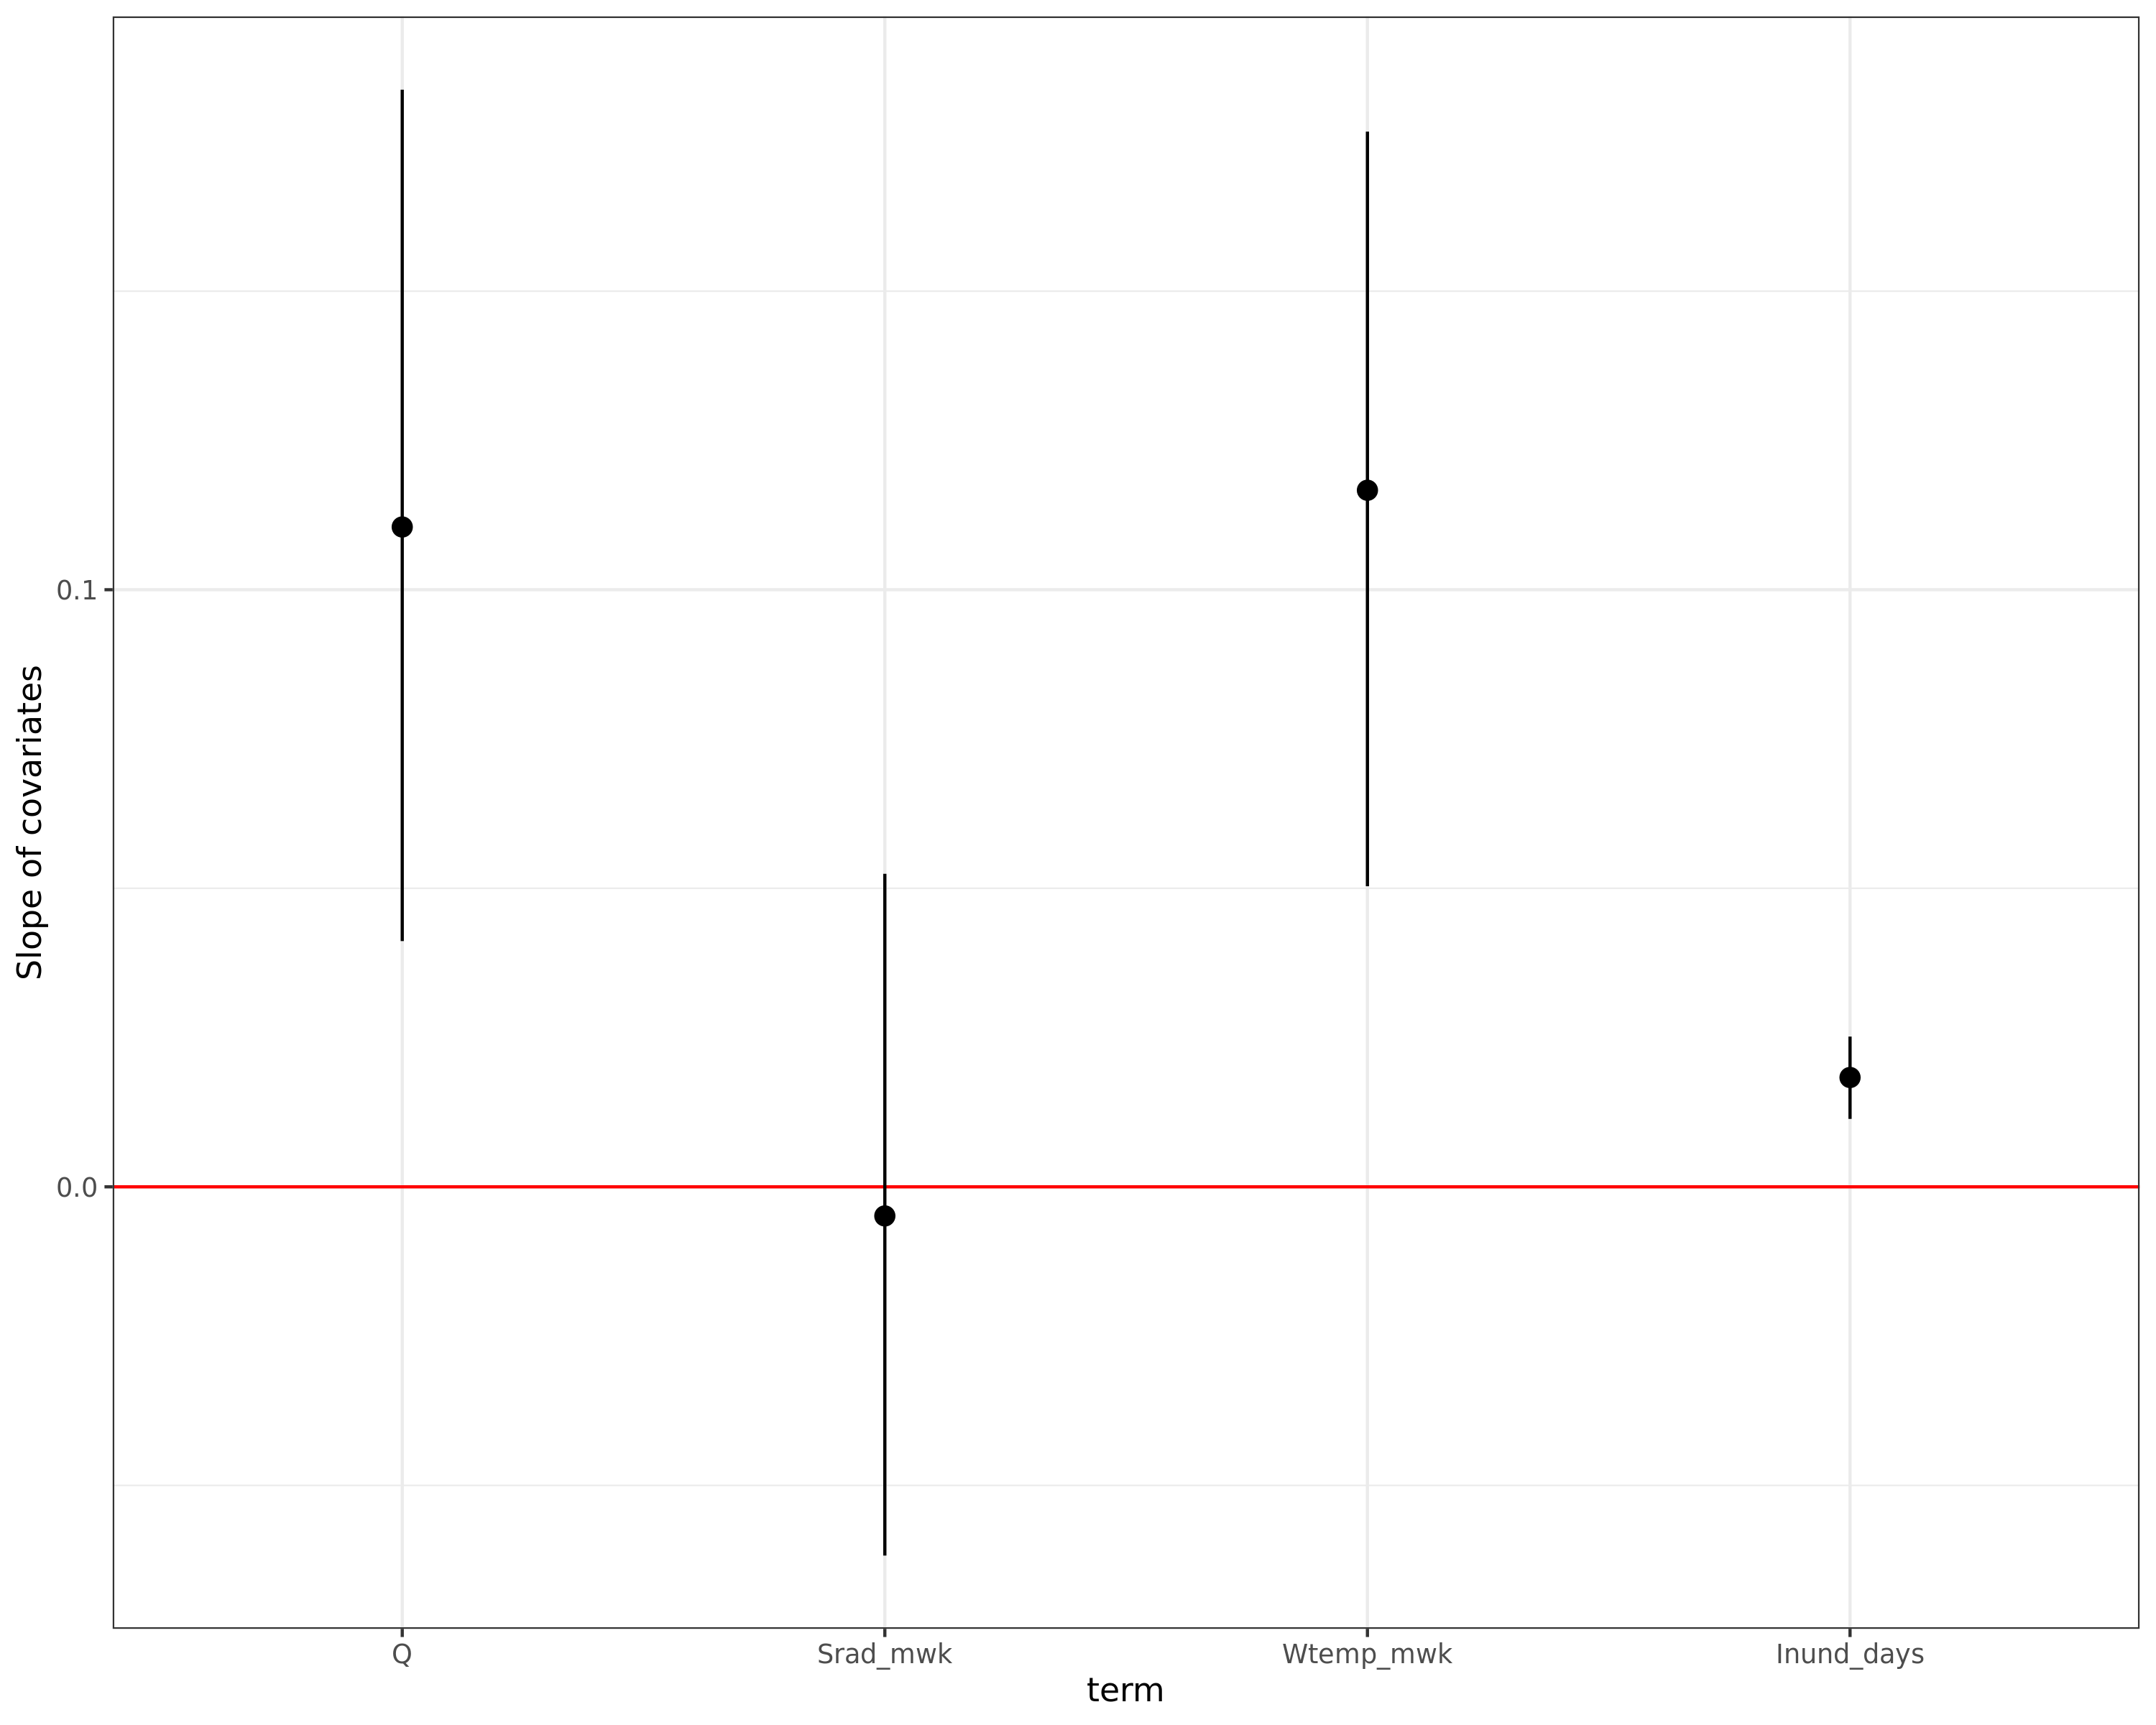 Slope of covariates
0.1
0.0
Q Srad_mwk Wtemp_mwk Inund_days
term